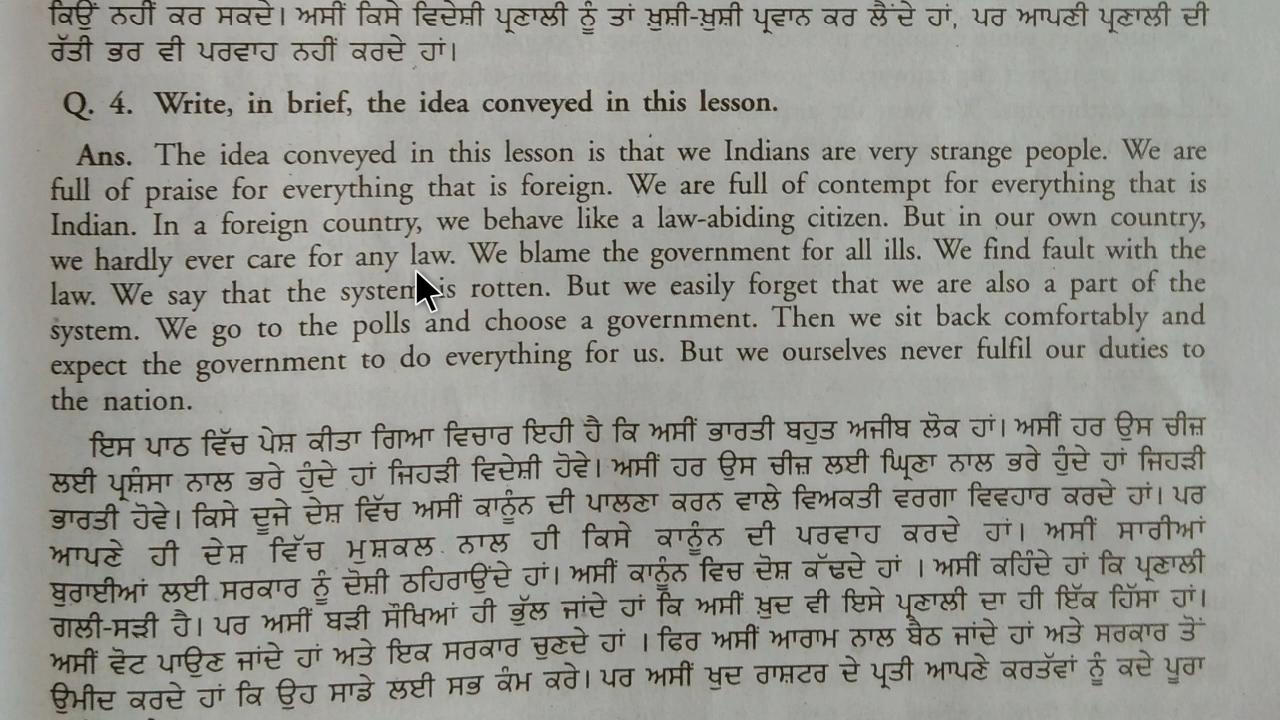 ਕਿਉਂ ਨਹੀਂ ਕਰ ਸਕਦੇ। ਅਸੀਂ ਕਿਸੇ ਵਿਦੇਸ਼ੀ ਪ੍ਰਣਾਲੀ ਨੂੰ ਤਾਂ ਖ਼ੁਸ਼ੀ-ਖ਼ੁਸ਼ੀ ਪ੍ਰਵਾਨ ਕਰ ਲੈਂਦੇ ਹਾਂ, ਪਰ ਆਪਣੀ ਪ੍ਰਣਾਲੀ ਦੀ
ਰੱਤੀ ਭਰ ਵੀ ਪਰਵਾਹ ਨਹੀਂ ਕਰਦੇ ਹਾਂ।
Q. 4. Write, in brief, the idea conveyed in this lesson.
Ans. The idea conveyed in this lesson is that we Indians are very strange people. We are
full of praise for everything that is foreign. We are full of contempt for everything that is
Indian. In a foreign country, we behave like a law-abiding citizen. But in our own country,
we hardly ever care for any law. We blame the government for all ills. We find fault with the
law. We say that the system is rotten. But we easily forget that we are also a part of the
system. We go to the polls and choose a government. Then we sit back comfortably and
expect the government to do everything for us. But we ourselves never fulfil our duties to
the nation.
ਇਸ ਪਾਠ ਵਿੱਚ ਪੇਸ਼ ਕੀਤਾ ਗਿਆ ਵਿਚਾਰ ਇਹੀ ਹੈ ਕਿ ਅਸੀਂ ਭਾਰਤੀ ਬਹੁਤ ਅਜੀਬ ਲੋਕ ਹਾਂ। ਅਸੀਂ ਹਰ ਉਸ ਚੀਜ਼
ਲਈ ਪ੍ਰਸ਼ੰਸਾ ਨਾਲ ਭਰੇ ਹੁੰਦੇ ਹਾਂ ਜਿਹੜੀ ਵਿਦੇਸ਼ੀ ਹੋਵੇ। ਅਸੀਂ ਹਰ ਉਸ ਚੀਜ਼ ਲਈ ਘ੍ਰਿਣਾ ਨਾਲ ਭਰੇ ਹੁੰਦੇ ਹਾਂ ਜਿਹੜੀ
ਭਾਰਤੀ ਹੋਵੇ। ਕਿਸੇ ਦੂਜੇ ਦੇਸ਼ ਵਿੱਚ ਅਸੀਂ ਕਾਨੂੰਨ ਦੀ ਪਾਲਣਾ ਕਰਨ ਵਾਲੇ ਵਿਅਕਤੀ ਵਰਗਾ ਵਿਵਹਾਰ ਕਰਦੇ ਹਾਂ। ਪਰ
ਆਪਣੇ ਹੀ ਦੇਸ਼ ਵਿੱਚ ਮੁਸ਼ਕਲ ਨਾਲ ਹੀ ਕਿਸੇ ਕਾਨੂੰਨ ਦੀ ਪਰਵਾਹ ਕਰਦੇ ਹਾਂ। ਅਸੀਂ ਸਾਰੀਆਂ
ਬੁਰਾਈਆਂ ਲਈ ਸਰਕਾਰ ਨੂੰ ਦੋਸ਼ੀ ਠਹਿਰਾਉਂਦੇ ਹਾਂ। ਅਸੀਂ ਕਾਨੂੰਨ ਵਿਚ ਦੋਸ਼ ਕੱਢਦੇ ਹਾਂ । ਅਸੀਂ ਕਹਿੰਦੇ ਹਾਂ ਕਿ ਪ੍ਰਣਾਲੀ
ਗਲੀ-ਸੜੀ ਹੈ। ਪਰ ਅਸੀਂ ਬੜੀ ਸੌਖਿਆਂ ਹੀ ਭੁੱਲ ਜਾਂਦੇ ਹਾਂ ਕਿ ਅਸੀਂ ਖ਼ੁਦ ਵੀ ਇਸੇ ਪ੍ਰਣਾਲੀ ਦਾ ਹੀ ਇੱਕ ਹਿੱਸਾ ਹਾਂ।
ਅਸੀਂ ਵੋਟ ਪਾਉਣ ਜਾਂਦੇ ਹਾਂ ਅਤੇ ਇਕ ਸਰਕਾਰ ਚੁਣਦੇ ਹਾਂ । ਫਿਰ ਅਸੀਂ ਆਰਾਮ ਨਾਲ ਬੈਠ ਜਾਂਦੇ ਹਾਂ ਅਤੇ ਸਰਕਾਰ ਤੋਂ
ਉਮੀਦ ਕਰਦੇ ਹਾਂ ਕਿ ਉਹ ਸਾਡੇ ਲਈ ਸਭ ਕੰਮ ਕਰੇ। ਪਰ ਅਸੀਂ ਖ਼ੁਦ ਰਾਸ਼ਟਰ ਦੇ ਪ੍ਰਤੀ ਆਪਣੇ ਕਰਤੱਵਾਂ ਨੂੰ ਕਦੇ ਪੂਰਾ